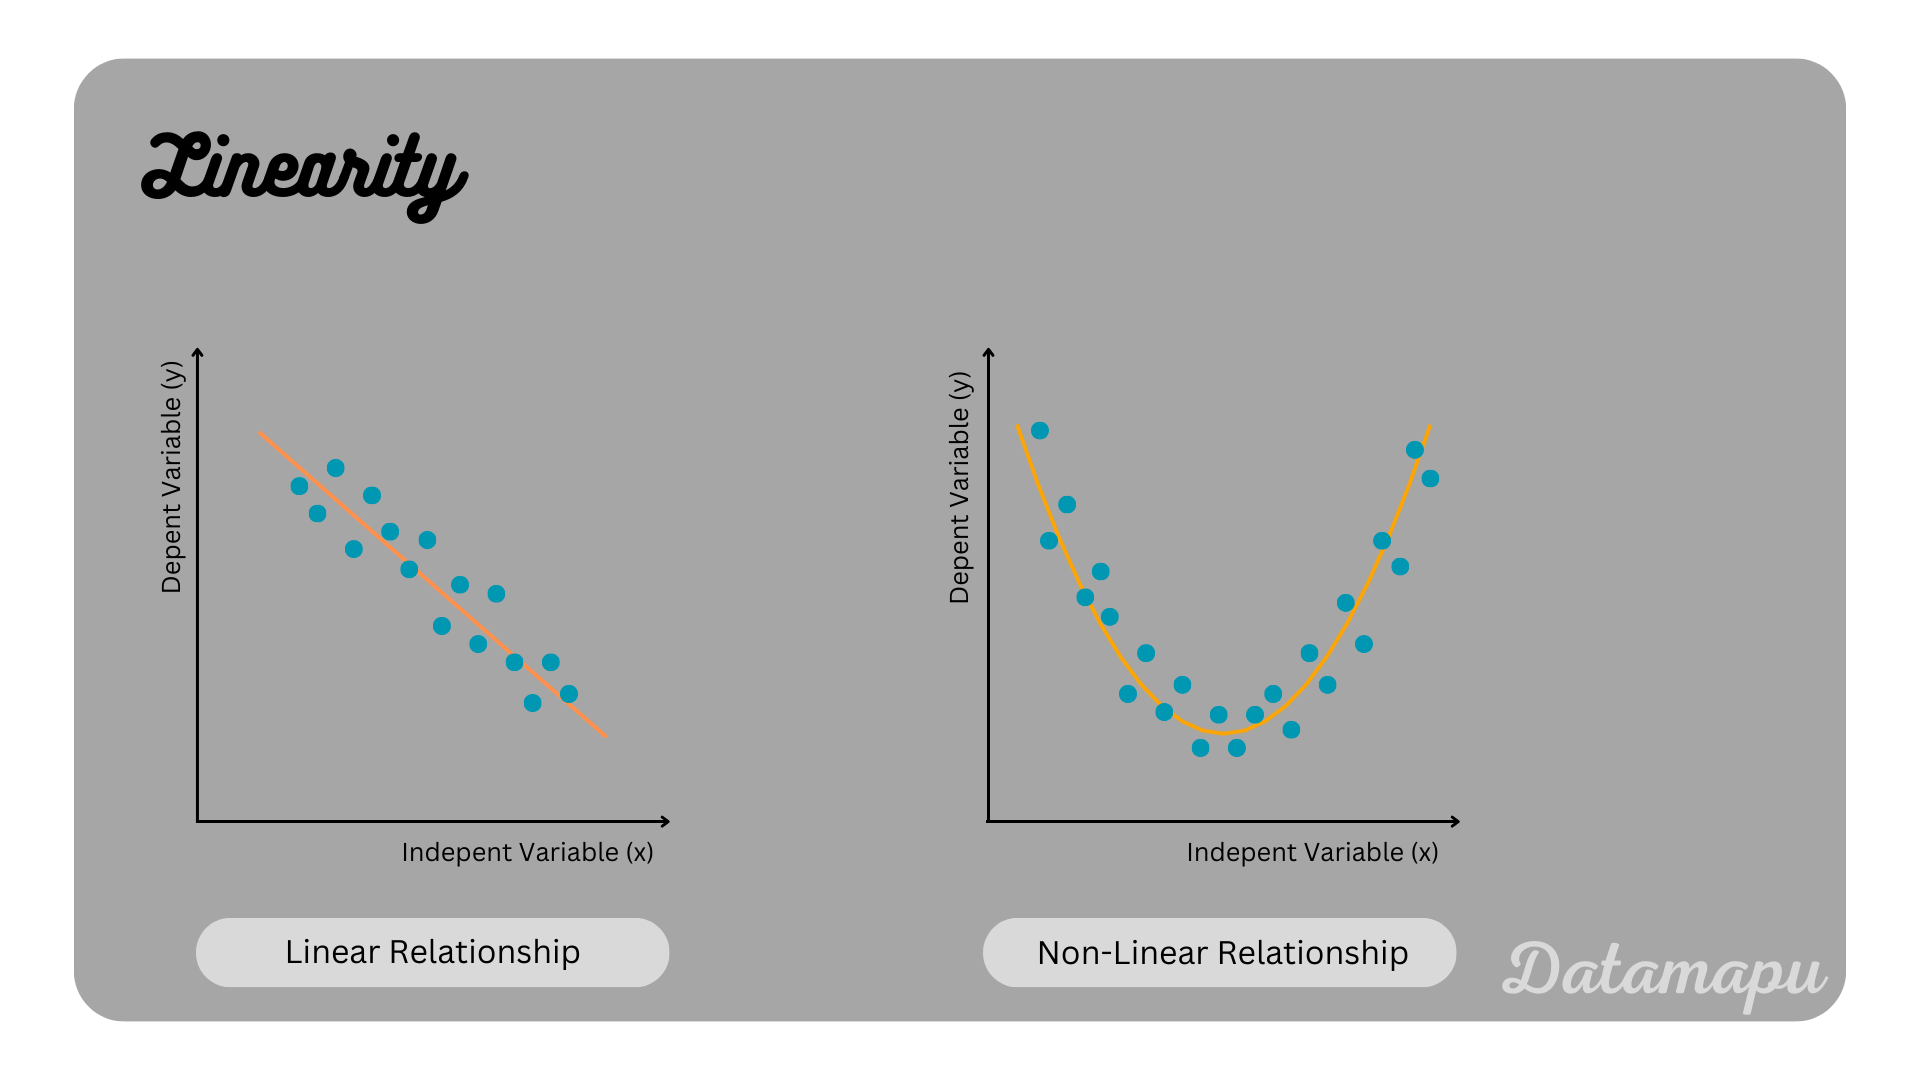 Linearity
Depent Variable (y)
Indepent Variable (x)
Linear Relationship
Depent Variable (y)
Indepent Variable (x)
Non-Linear Relationship
Datamapu